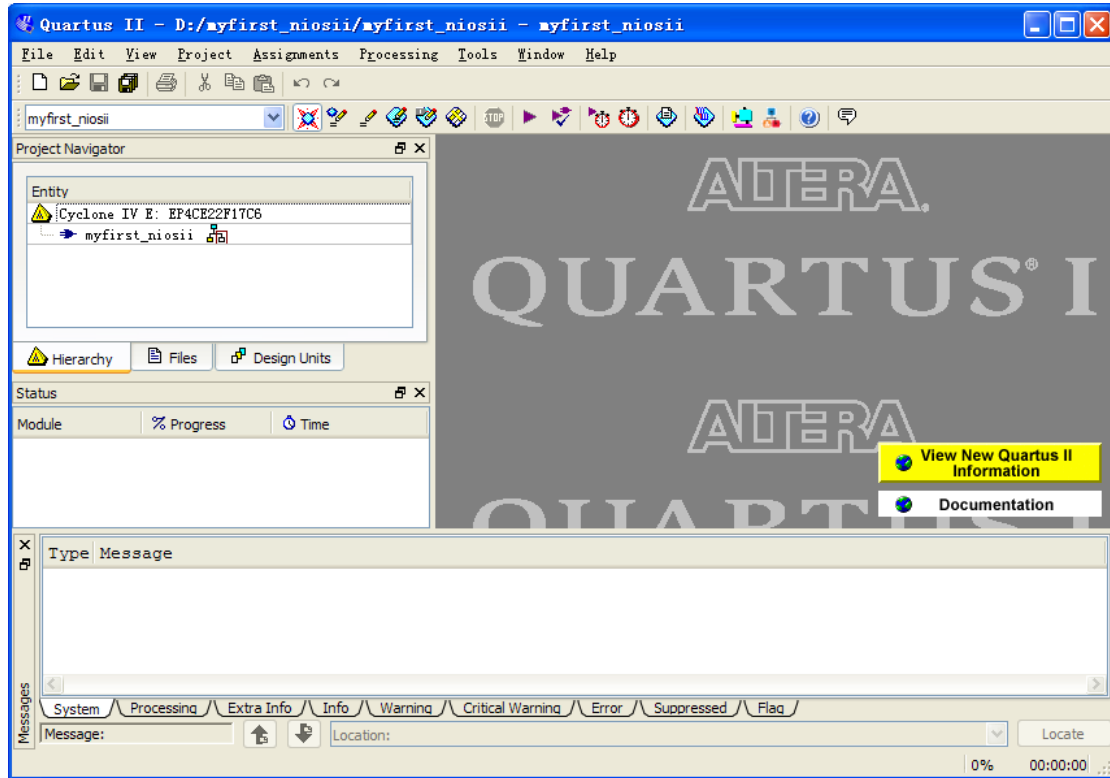 Quartus II - D:/myfirst_niosii/myfirst_niosii - myfirst_niosii
File Edit View Project Assignments Processing Tools Window Help
myfirst_niosii
STOP
Project Navigator
Entity
Cyclone IV E: EP4CE22F17C6
myfirst_niosii
Hierarchy Files Design Units
Status
Module % Progress Time
ALTERA.
QUARTUS® I
ALTERA
View New Quartus II
Information
Documentation
QUARTUS I
Type Message
Messages
System Processing Extra Info Info Warning Critical Warning Error Suppressed Flag
Message: Location: Locate
0% 00:00:00